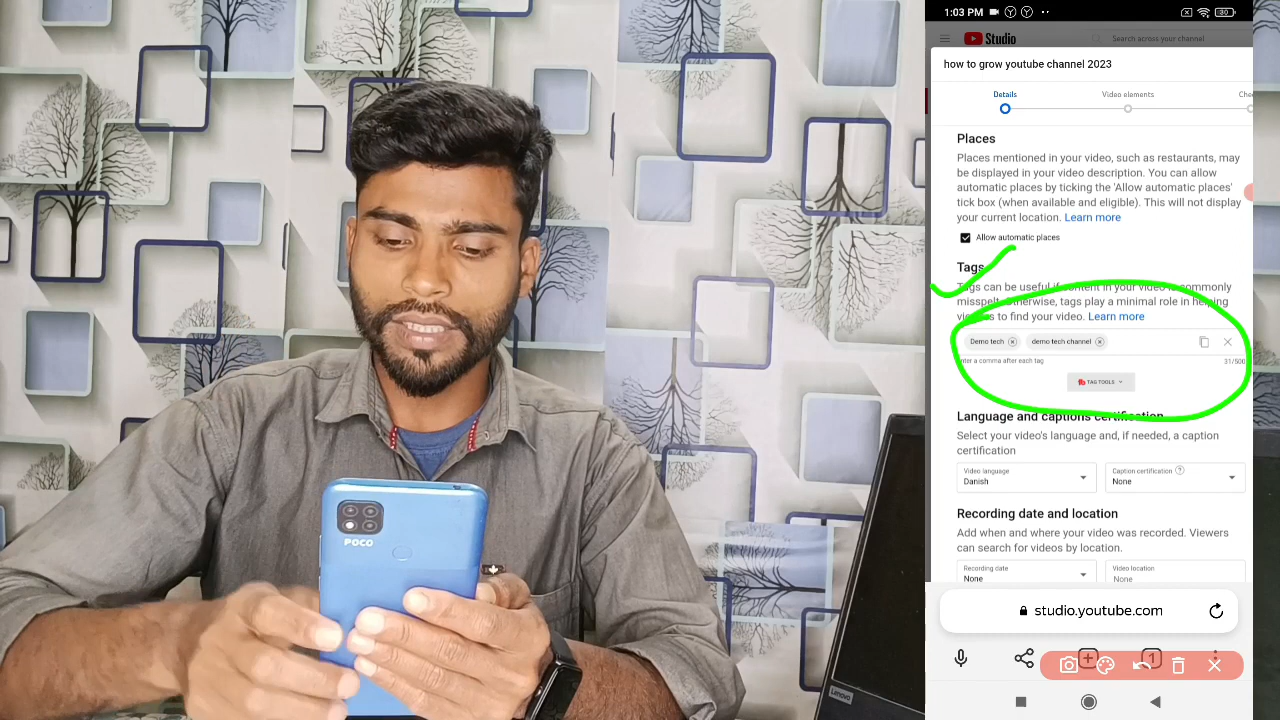 POCO
Lenovo
1:03 PM
30
Studio
Search across your channel
how to grow youtube channel 2023
Details
Video elements
Che
Places
Places mentioned in your video, such as restaurants, may
be displayed in your video description. You can allow
automatic places by ticking the 'Allow automatic places'
tick box (when available and eligible). This will not display
your current location. Learn more
Allow automatic places
Tags
Tags can be useful if content in your video is commonly
misspelt. Otherwise, tags play a minimal role in helping
viewers to find your video. Learn more
Demo tech
demo tech channel
Enter a comma after each tag
31/500
TAG TOOLS
Language and captions certification
Select your video's language and, if needed, a caption
certification
Video language
Danish
Caption certification ?
None
Recording date and location
Add when and where your video was recorded. Viewers
can search for videos by location.
Recording date
None
Video location
None
studio.youtube.com
1